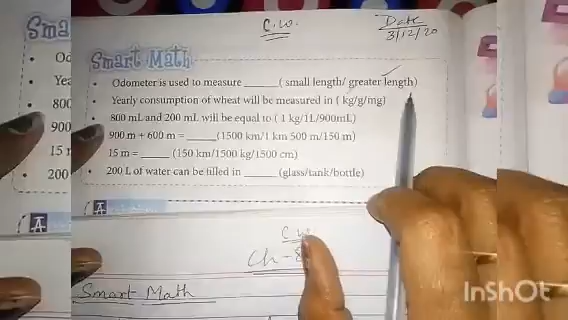 C.W.
Date
3/12/20
Smart Math
• Odometer is used to measure ______ ( small length/ greater length)
• Yearly consumption of wheat will be measured in ( kg/g/mg)
800 mL and 200 mL will be equal to ( 1 kg/1L/900mL)
900 m + 600 m = ______(1500 km/1 km 500 m/150 m)
15 m = ______ (150 km/1500 kg/1500 cm)
• 200 L of water can be filled in ______ (glass/tank/bottle)
C.W.
Ch-8
Smart Math
InShOt